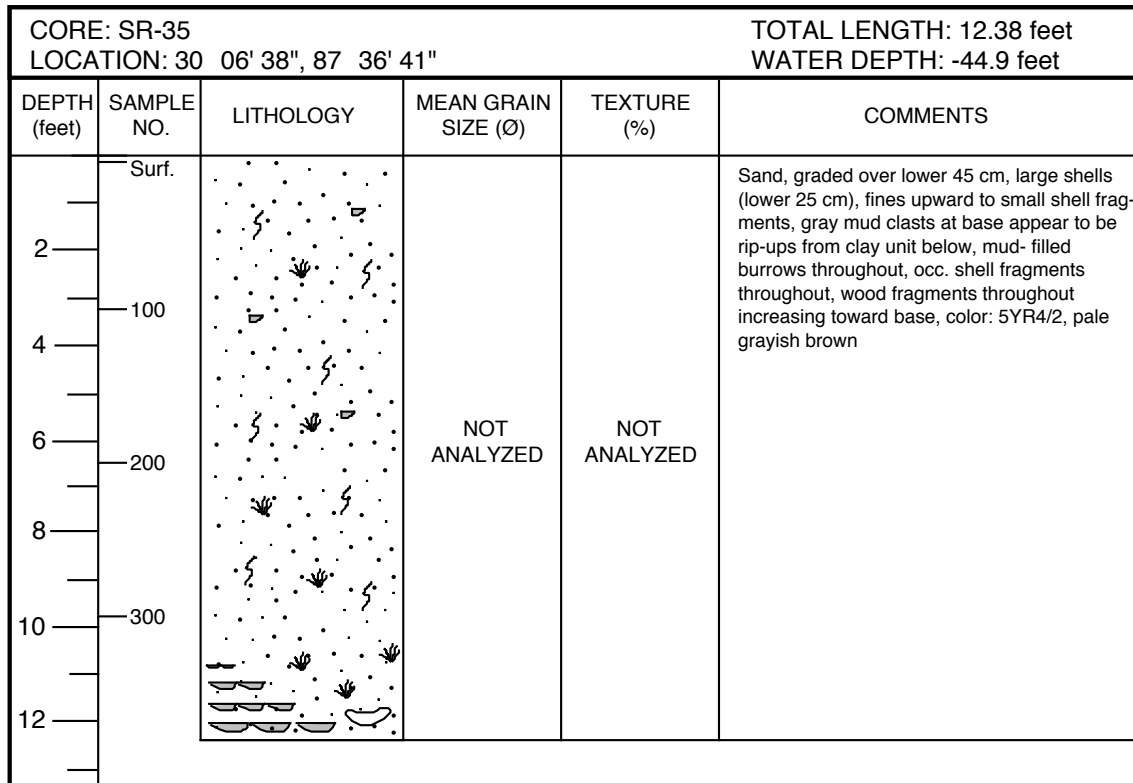 CORE: SR-35
TOTAL LENGTH: 12.38 feet
LOCATION: 30 06' 38", 87 36' 41"
WATER DEPTH: -44.9 feet
DEPTH
(feet)
SAMPLE
NO.
LITHOLOGY
MEAN GRAIN
SIZE (Ø)
TEXTURE
(%)
COMMENTS
Surf.
2
100
4
6
200
8
10
300
12
NOT
ANALYZED
NOT
ANALYZED
Sand, graded over lower 45 cm, large shells
(lower 25 cm), fines upward to small shell frag-
ments, gray mud clasts at base appear to be
rip-ups from clay unit below, mud- filled
burrows throughout, occ. shell fragments
throughout, wood fragments throughout
increasing toward base, color: 5YR4/2, pale
grayish brown